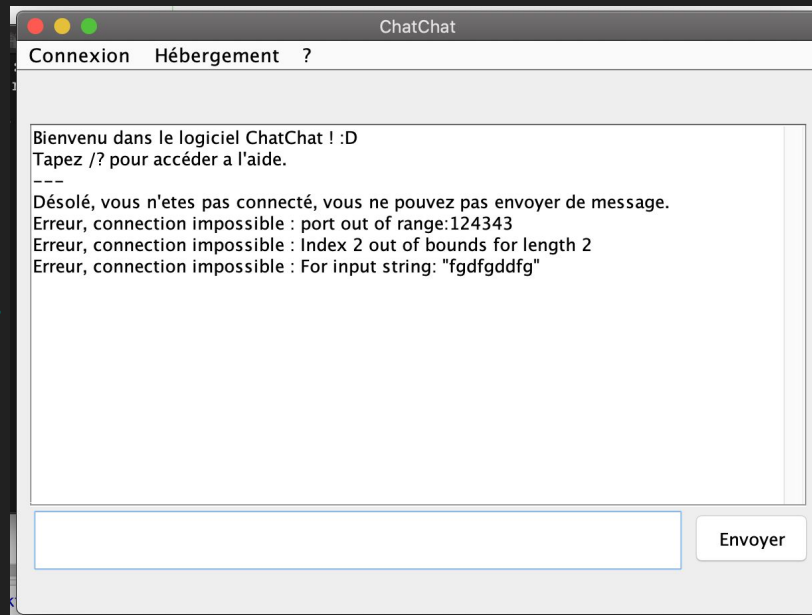 ChatChat
Connexion Hébergement ?
Bienvenu dans le logiciel ChatChat ! :D
Tapez /? pour accéder a l'aide.
---
Désolé, vous n'etes pas connecté, vous ne pouvez pas envoyer de message.
Erreur, connection impossible : port out of range:124343
Erreur, connection impossible : Index 2 out of bounds for length 2
Erreur, connection impossible : For input string: "fgdfgddfg"
Envoyer